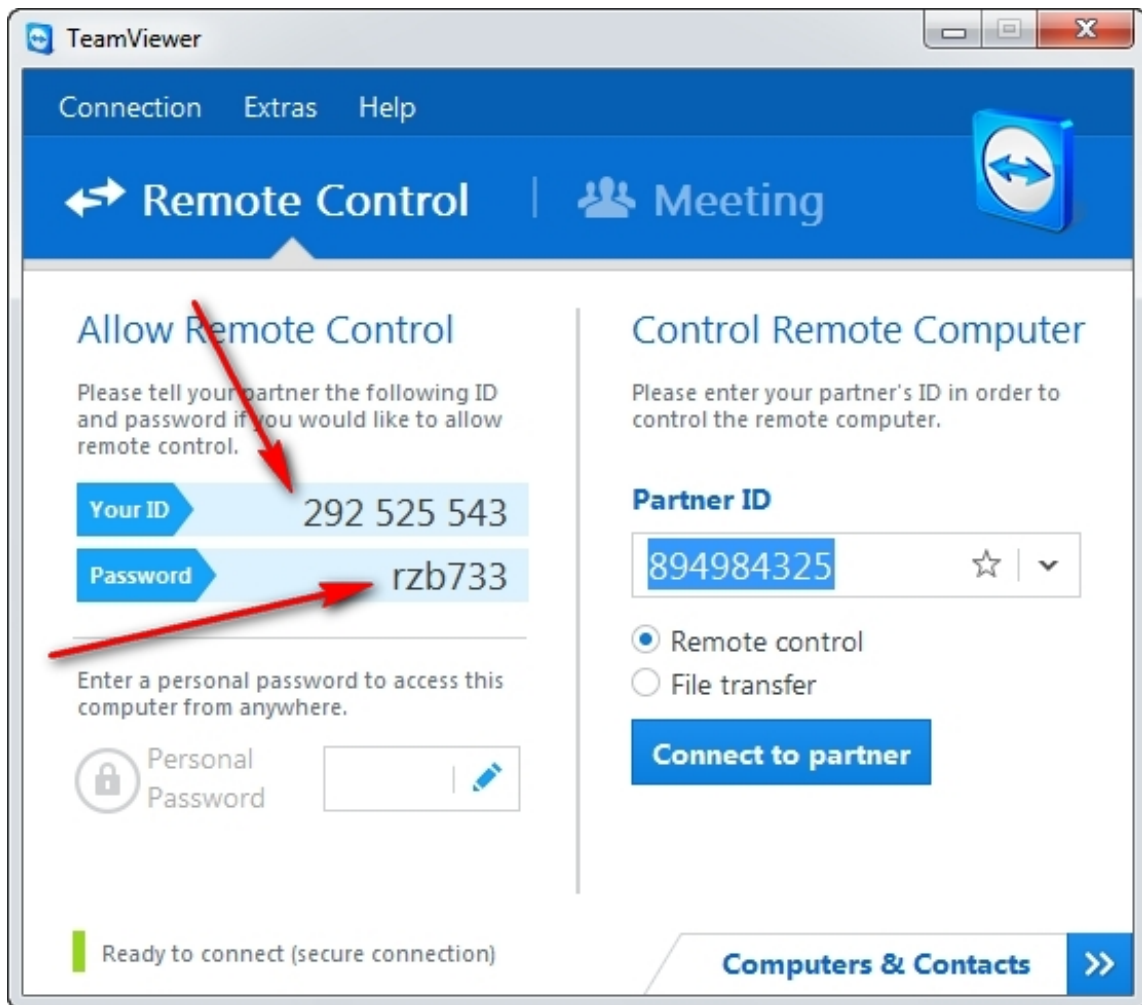 TeamViewer
Connection Extras Help
Remote Control Meeting
Allow Remote Control
Please tell your partner the following ID
and password if you would like to allow
remote control.
Your ID 292 525 543
Password rzb733
Enter a personal password to access this
computer from anywhere.
Personal
Password
Control Remote Computer
Please enter your partner's ID in order to
control the remote computer.
Partner ID
894984325
Remote control
File transfer
Connect to partner
Ready to connect (secure connection)
Computers & Contacts